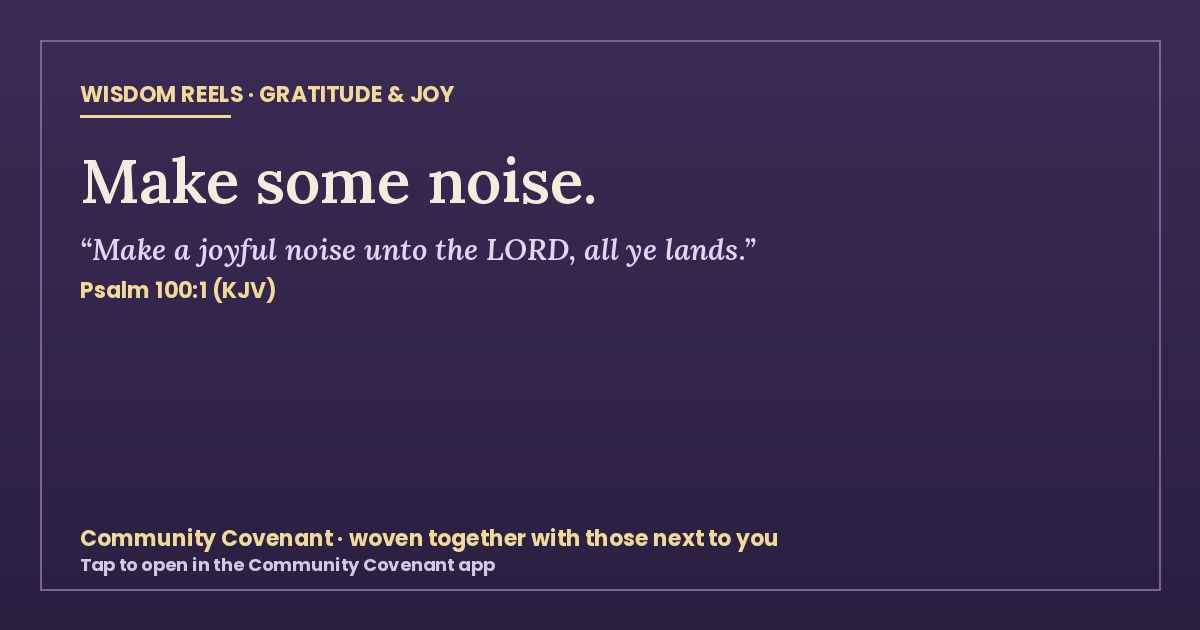 WISDOM REELS · GRATITUDE & JOY
Make some noise.
“Make a joyful noise unto the LORD, all ye lands.”
Psalm 100:1 (KJV)
Community Covenant · woven together with those next to you
Tap to open in the Community Covenant app